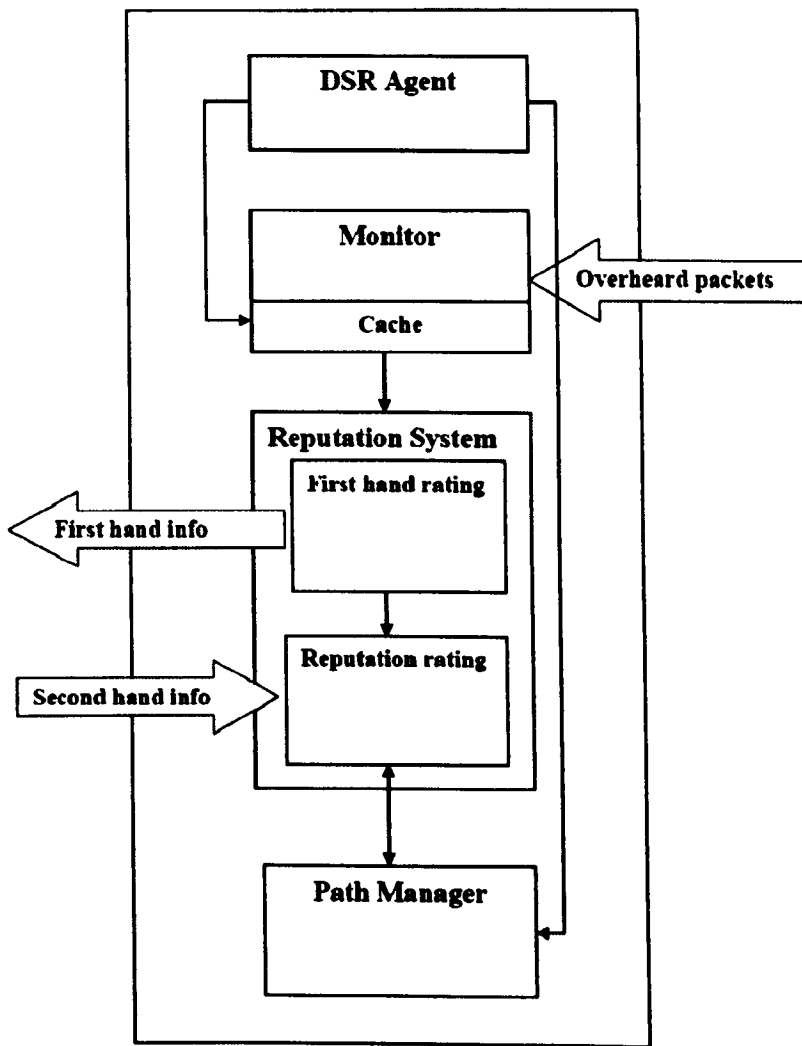 DSR Agent
Monitor
Overheard packets
Cache
Reputation System
First hand rating
First hand info
Reputation rating
Second hand info
Path Manager